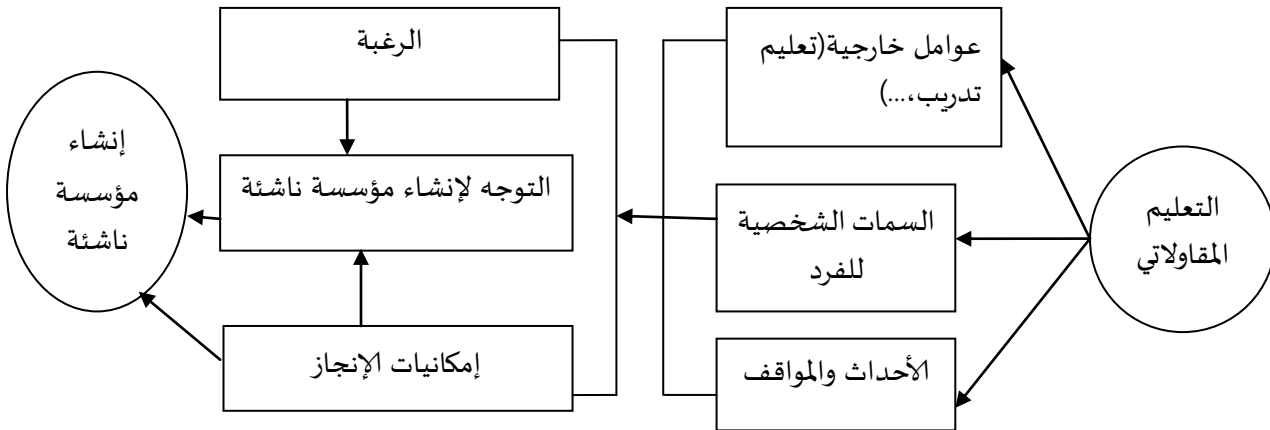 التعليم
المقاولاتي
عوامل خارجية(تعليم
تدريب،...)
السمات الشخصية
للفرد
الأحداث والمواقف
الرغبة
التوجه لإنشاء مؤسسة ناشئة
إمكانيات الإنجاز
إنشاء
مؤسسة
ناشئة